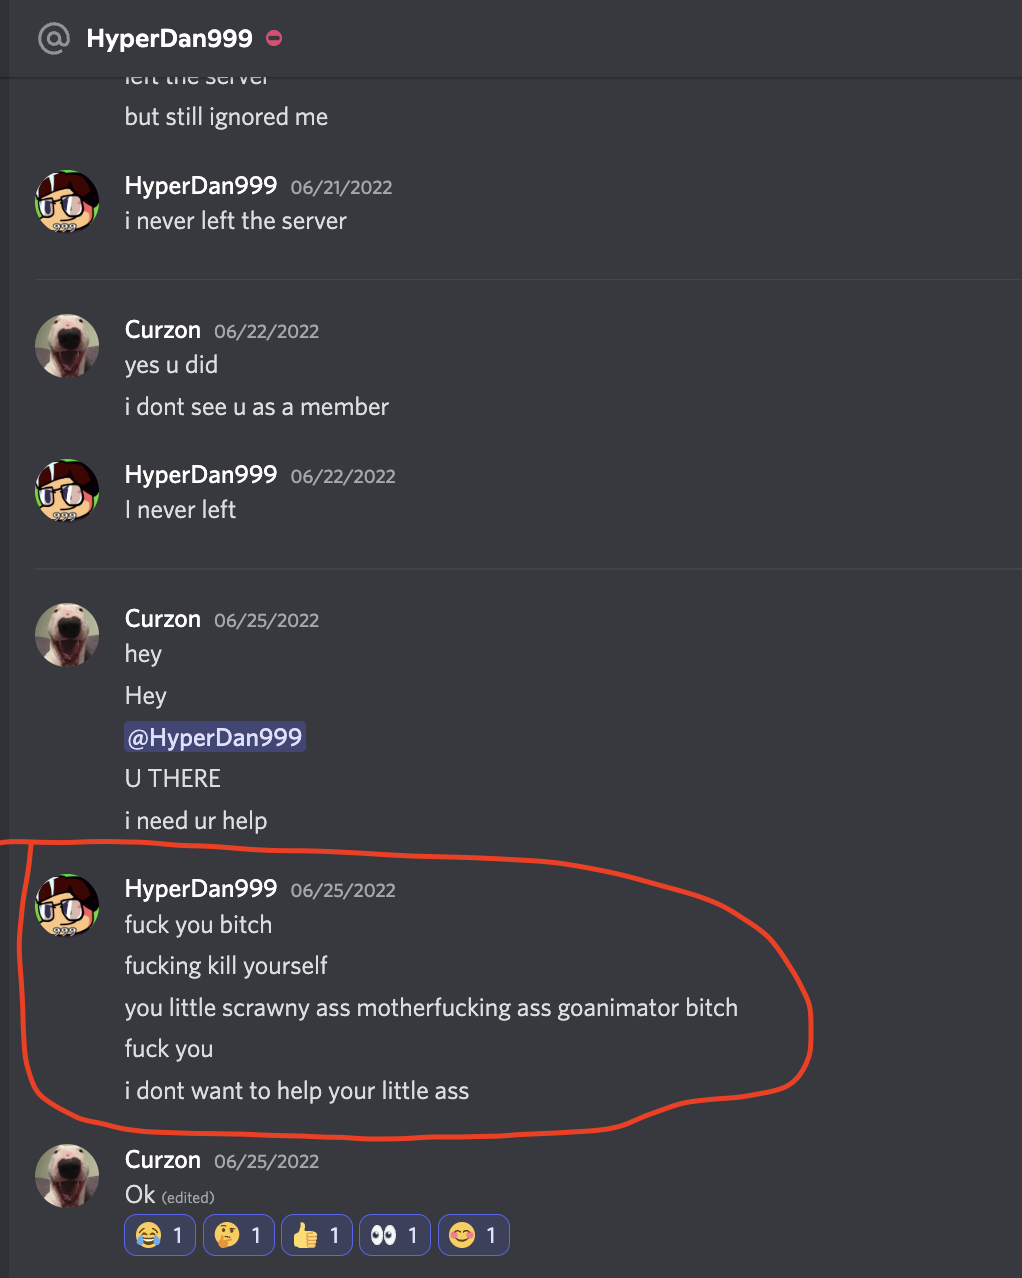 @ HyperDan999
left the server
but still ignored me
HyperDan999 06/21/2022
i never left the server
Curzon 06/22/2022
yes u did
i dont see u as a member
HyperDan999 06/22/2022
I never left
Curzon 06/25/2022
hey
Hey
@HyperDan999
U THERE
i need ur help
HyperDan999 06/25/2022
fuck you bitch
fucking kill yourself
you little scrawny ass motherfucking ass goanimator bitch
fuck you
i dont want to help your little ass
Curzon 06/25/2022
Ok (edited)
😂 1 🤔 1 👍 1 👀 1 😊 1